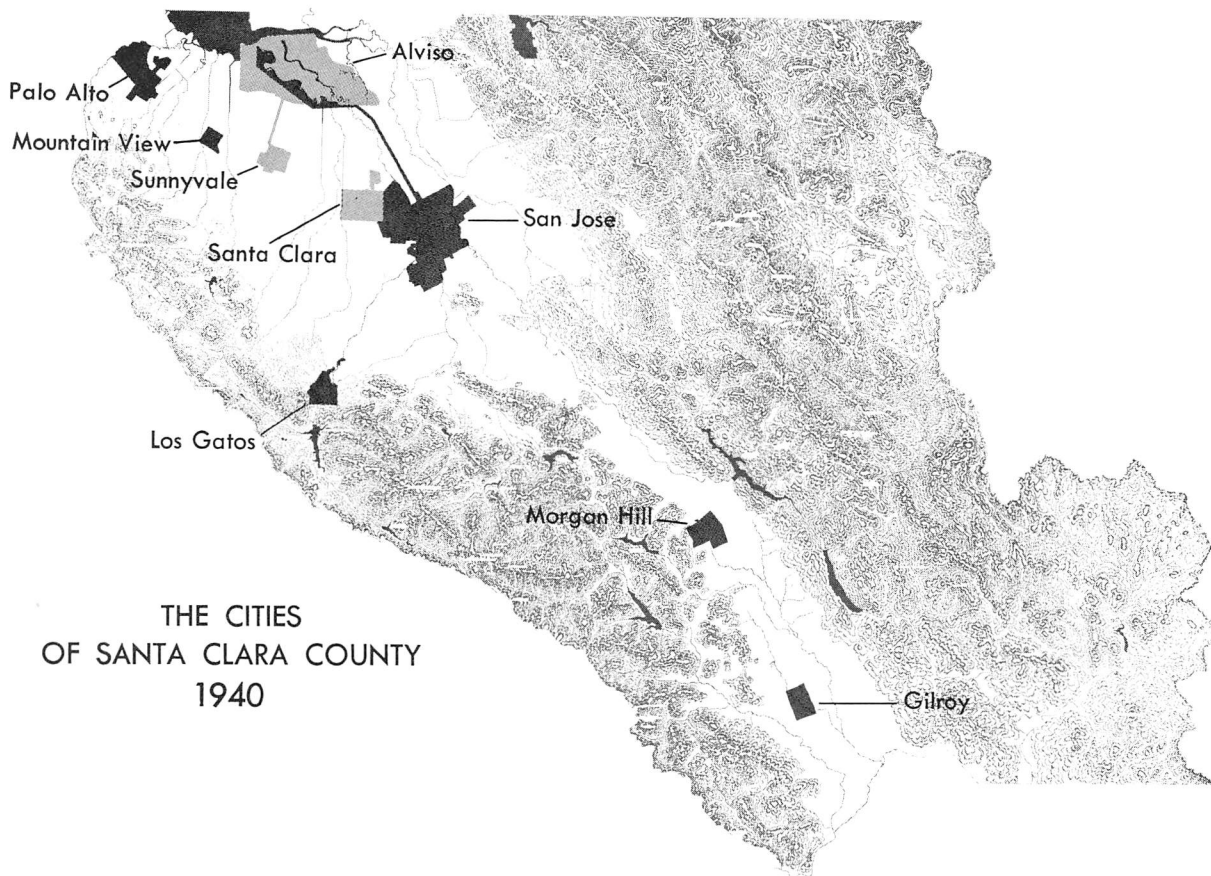 Alviso
Palo Alto
Mountain View
Sunnyvale
San Jose
Santa Clara
Los Gatos
Morgan Hill
THE CITIES
OF SANTA CLARA COUNTY
1940
Gilroy